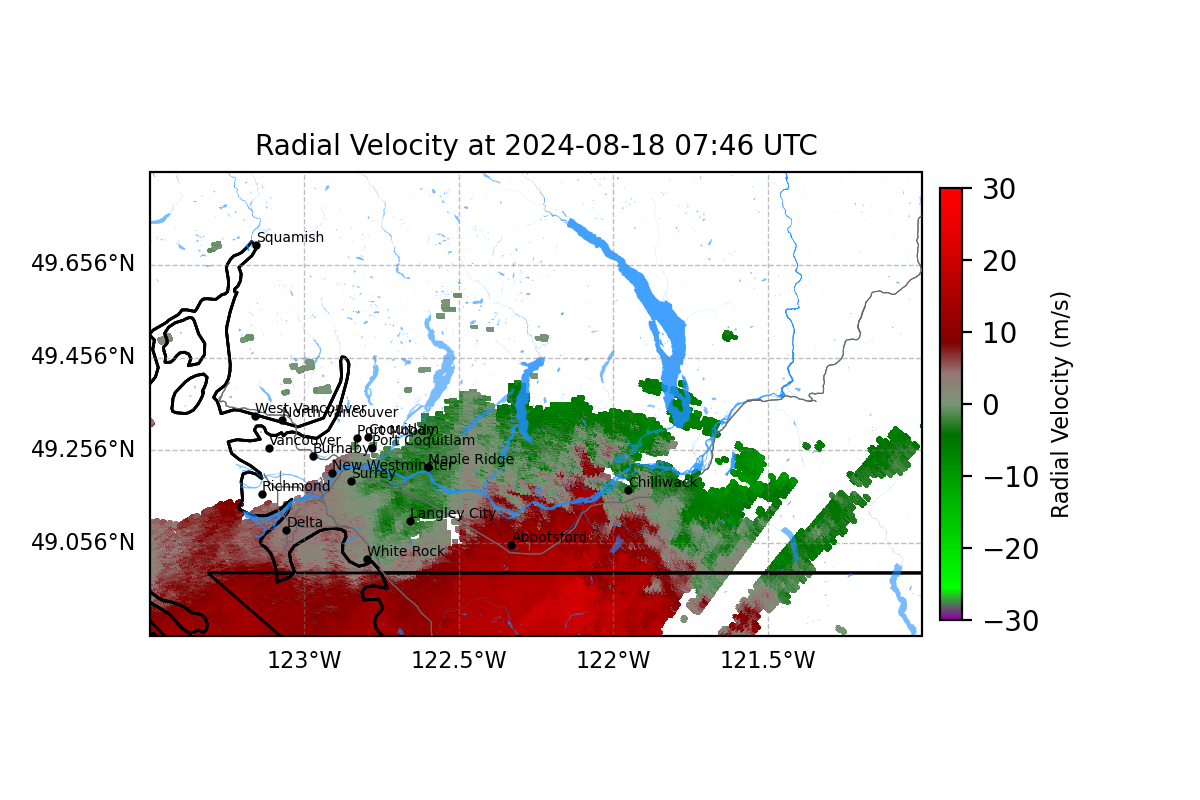 Radial Velocity at 2024-08-18 07:46 UTC
Squamish
49.656°N
49.456°N
49.256°N
49.056°N
West Vancouver
North Vancouver
Port Moody
Coquitlam
Vancouver
Port Coquitlam
Burnaby
Maple Ridge
New Westminster
Surrey
Chilliwack
Richmond
Langley City
Delta
Abbotsford
White Rock
123°W
122.5°W
122°W
121.5°W
30
20
10
0
−10
−20
−30
Radial Velocity (m/s)